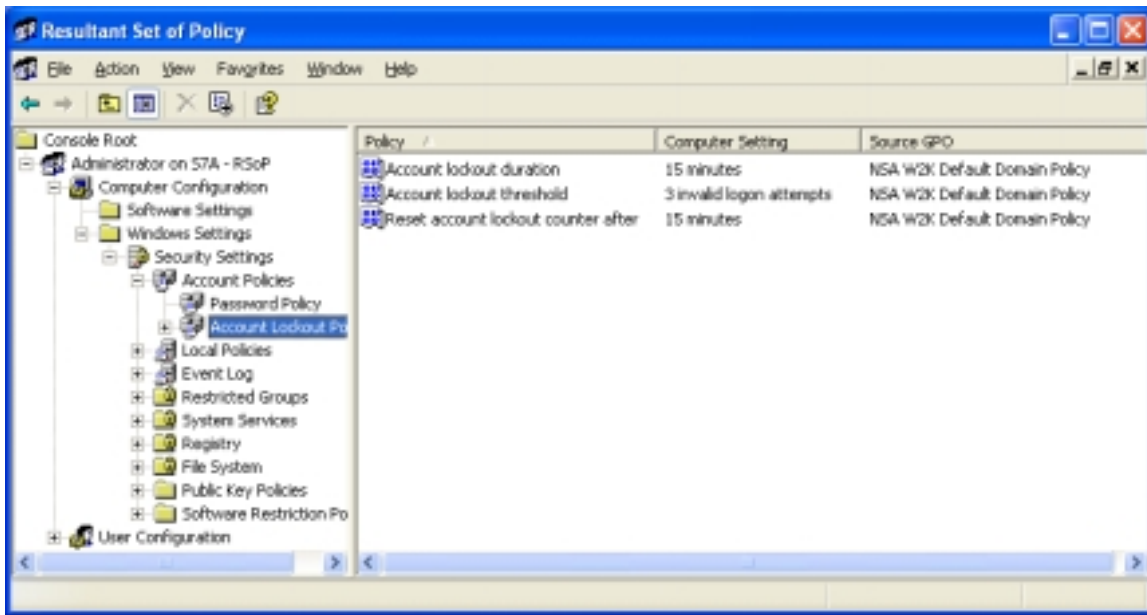 Resultant Set of Policy
File Action View Favorites Window Help
Console Root
Administrator on S7A - RSoP
Computer Configuration
Software Settings
Windows Settings
Security Settings
Account Policies
Password Policy
Account Lockout Po
Local Policies
Event Log
Restricted Groups
System Services
Registry
File System
Public Key Policies
Software Restriction Po
User Configuration
Policy Computer Setting Source GPO
Account lockout duration 15 minutes NSA W2K Default Domain Policy
Account lockout threshold 3 invalid logon attempts NSA W2K Default Domain Policy
Reset account lockout counter after 15 minutes NSA W2K Default Domain Policy